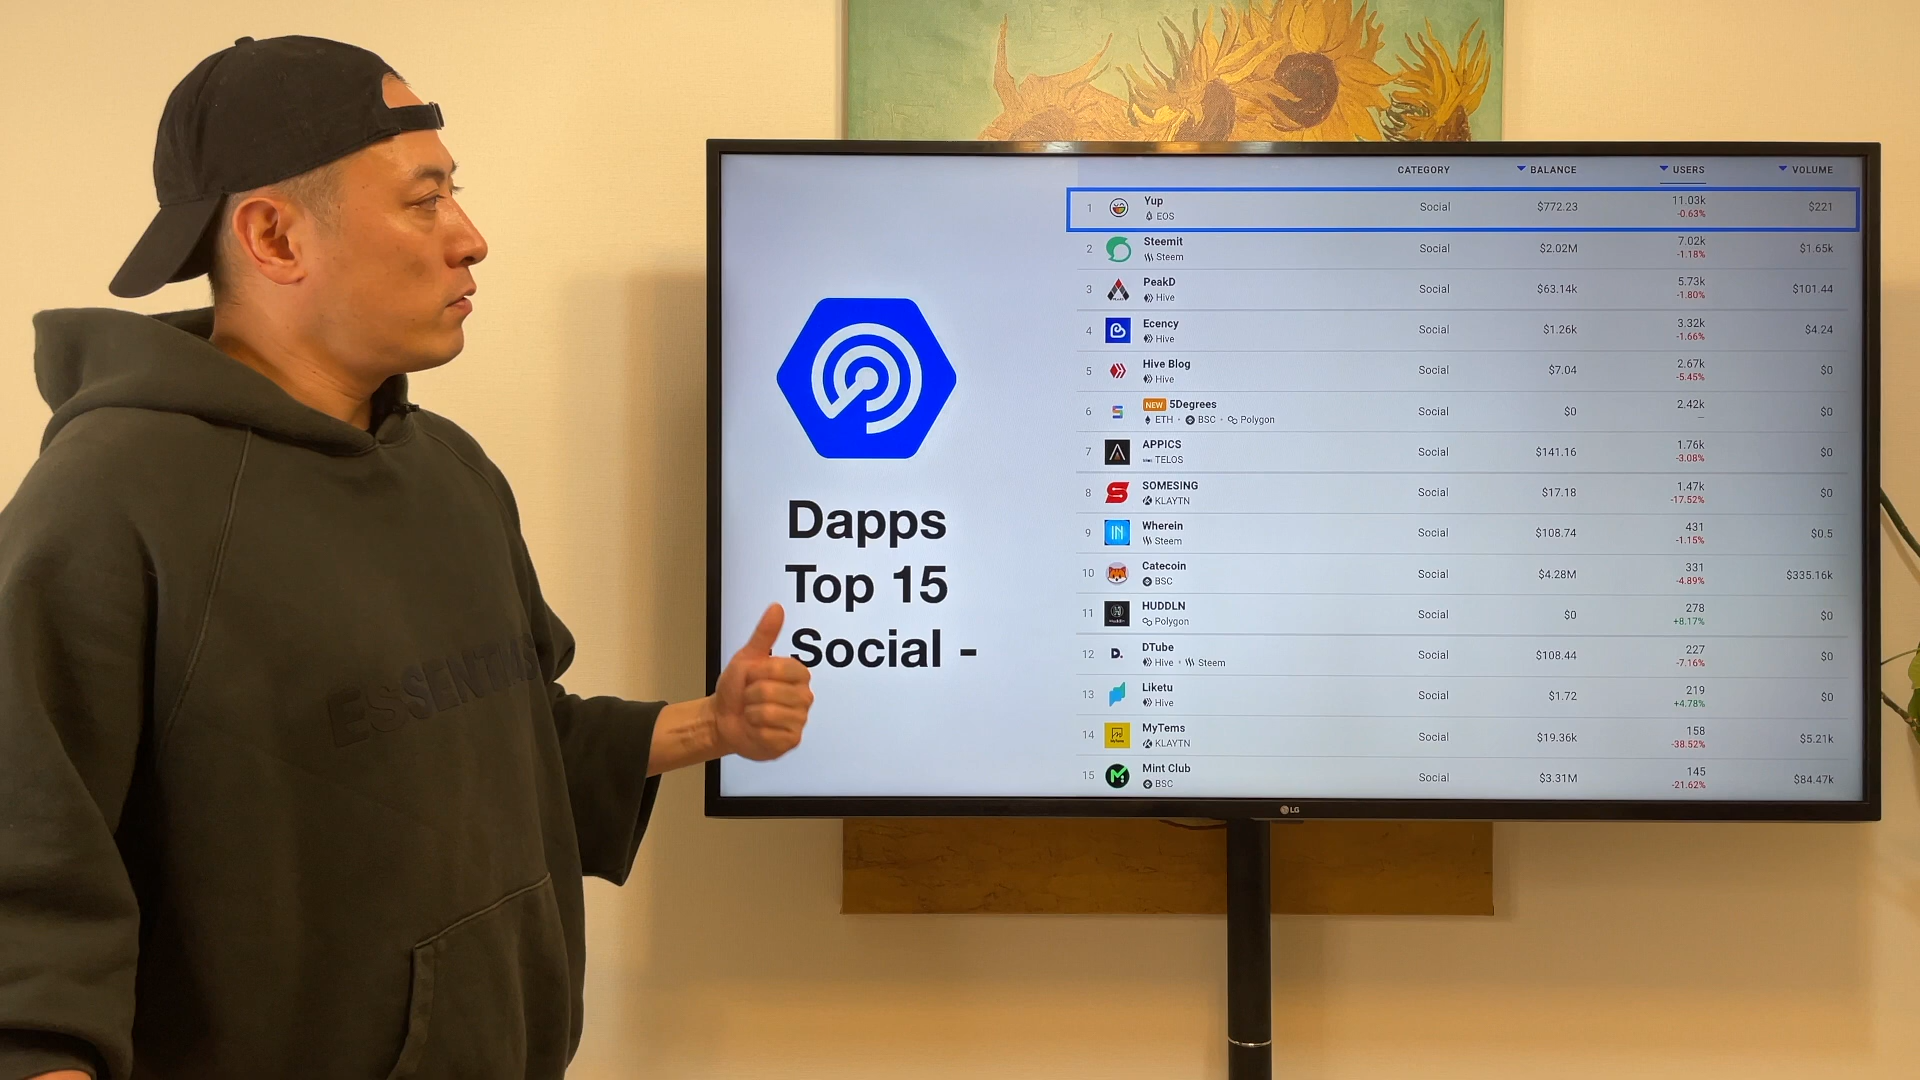 ESSENTIALS
Dapps
Top 15
Social -
CATEGORY BALANCE USERS VOLUME
1 Yup EOS Social $772.23 11.03k -0.63% $221
2 Steemit Steem Social $2.02M 7.02k -1.18% $1.65k
3 PeakD Hive Social $63.14k 5.73k -1.80% $101.44
4 Ecency Hive Social $1.26k 3.32k -1.66% $4.24
5 Hive Blog Hive Social $7.04 2.67k -5.45% $0
6 NEW 5Degrees ETH • BSC • Polygon Social $0 2.42k — $0
7 APPICS TELOS Social $141.16 1.76k -3.08% $0
8 SOMESING KLAYTN Social $17.18 1.47k -17.52% $0
9 Wherein Steem Social $108.74 431 -1.15% $0.5
10 Catecoin BSC Social $4.28M 331 -4.89% $335.16k
11 HUDDLN Polygon Social $0 278 +8.17% $0
12 D. DTube Hive • Steem Social $108.44 227 -7.16% $0
13 Liketu Hive Social $1.72 219 +4.78% $0
14 MyTems KLAYTN Social $19.36k 158 -38.52% $5.21k
15 Mint Club BSC Social $3.31M 145 -21.62% $84.47k
LG